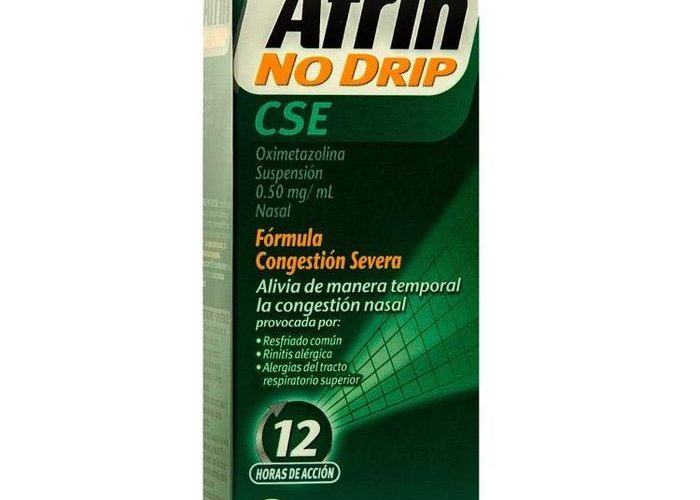 Afrin
NO DRIP
CSE
Oximetazolina
Suspensión
0.50 mg/mL
Nasal
Fórmula
Congestión Severa
Alivia de manera temporal
la congestión nasal
provocada por:
• Resfriado común
• Rinitis alérgica
• Alergias del tracto
respiratorio superior
12
HORAS DE ACCIÓN